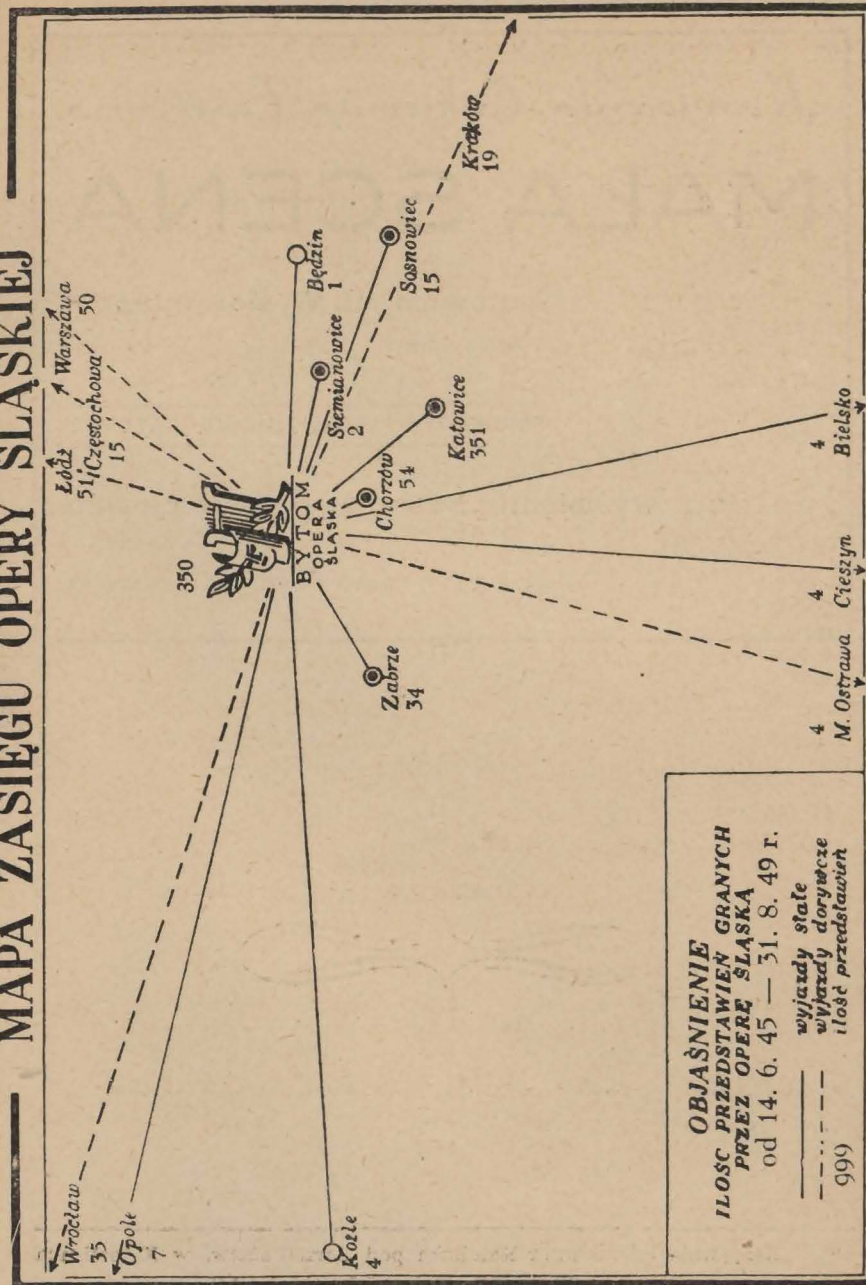 MAPA ZASIĘGU OPERY ŚLĄSKIEJ
Wrocław
35
Opole
7
Koźle
4
350
BYTOM
OPERA
ŚLĄSKA
Łódź
51
Częstochowa
15
Warszawa
50
Będzin
1
Siemianowice
2
Sosnowiec
15
Kraków
19
Katowice
351
Chorzów
54
Zabrze
34
4
M. Ostrawa
4
Cieszyn
4
Bielsko
OBJAŚNIENIE
ILOŚC PRZEDSTAWIEŃ GRANYCH
PRZEZ OPERĘ ŚLĄSKĄ
od 14. 6. 45 — 31. 8. 49 r.
wyjazdy stałe
wyjazdy dorywcze
999 ilość przedstawień